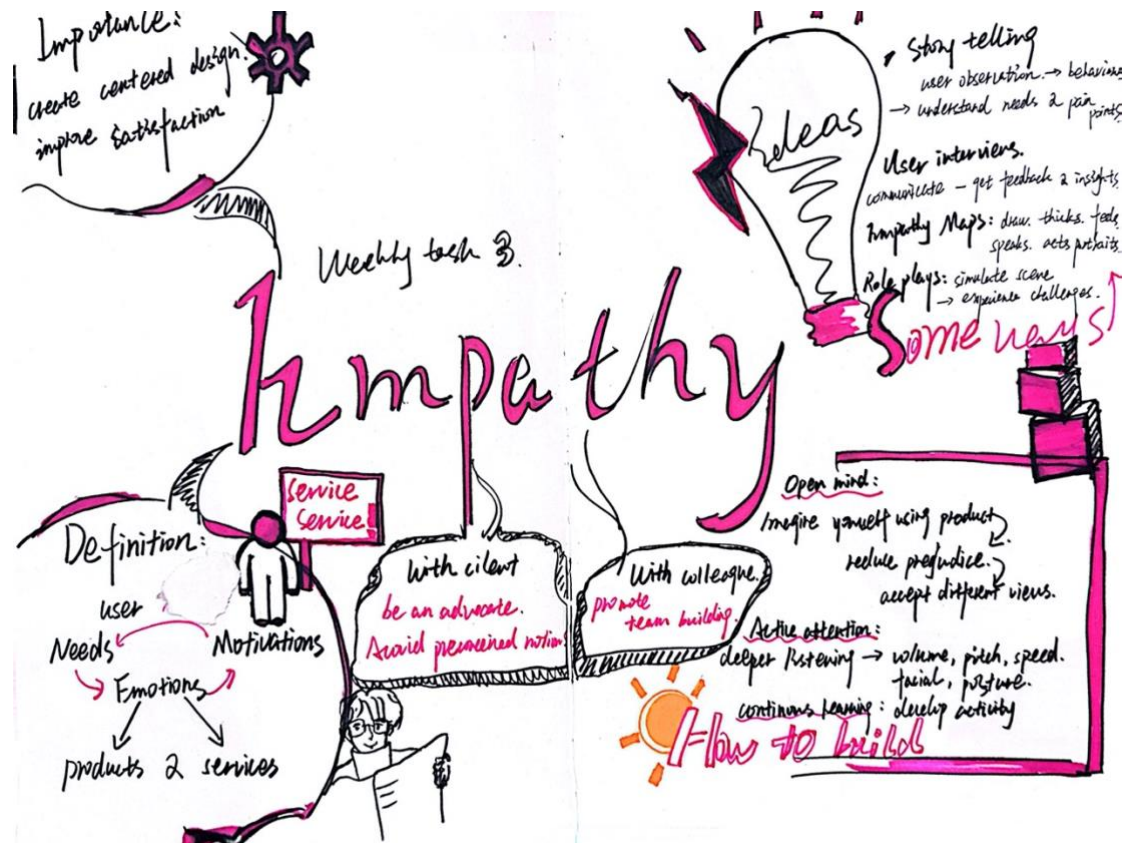 Importance:
create centered design.
improve satisfaction
Weekly task 3.
Empathy
Ideas
Story telling
user observation. → behaviours
→ understand needs & pain
points.
User interviews.
communicate - get feedback & insights.
Empathy Maps: draw. thinks. feels
speaks. acts portraits.
Role plays: simulate scene
→ experience challenges.
Some ways
Definition:
user
Needs
Motivations
Emotions
products & services
Service
Service
With cilent
be an advocate.
Avoid preconceived notions
With colleague.
promote
team building.
Open mind:
Imagine yourself using product
reduce prejudice.
accept different views.
Active attention:
deeper listening → volume, pitch, speed.
facial, posture.
continous learning: develop activity
How to build